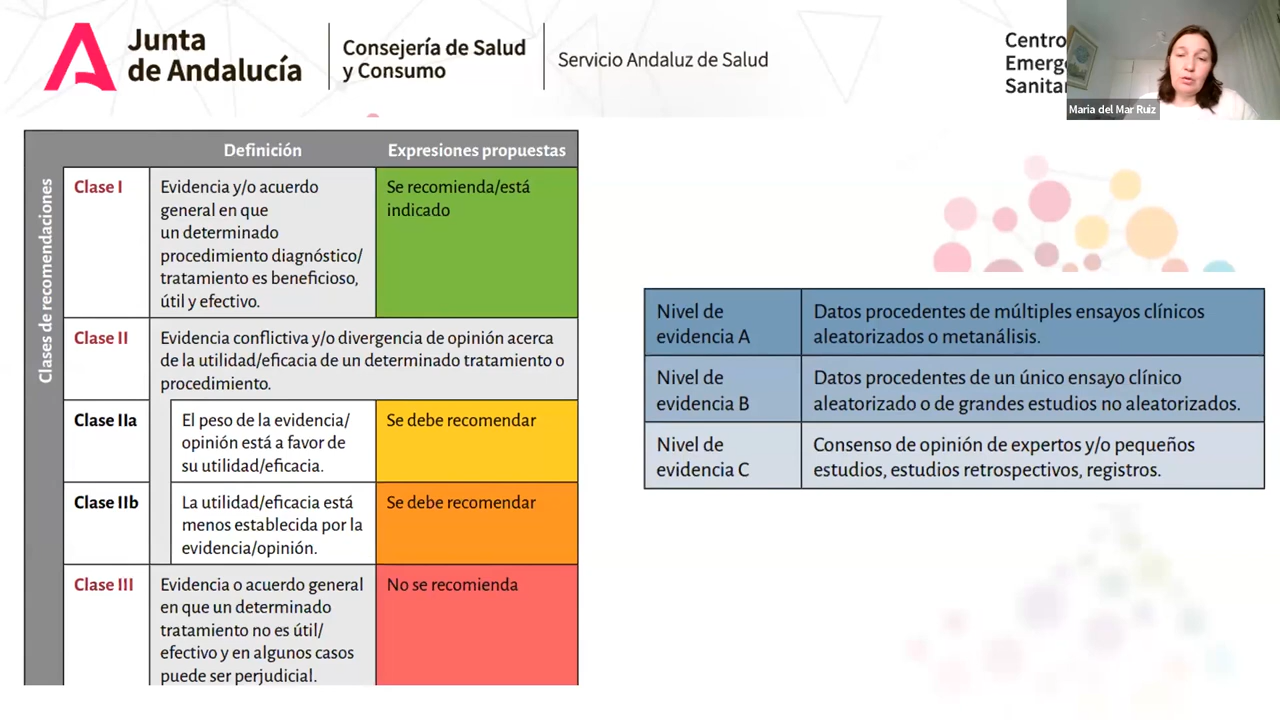 Junta
de Andalucía
Consejería de Salud
y Consumo
Servicio Andaluz de Salud
Centro
Maria del Mar Ruiz
Clases de recomendaciones
Definición
Expresiones propuestas
Clase I
Evidencia y/o acuerdo
general en que
un determinado
procedimiento diagnóstico/
tratamiento es beneficioso,
útil y efectivo.
Se recomienda/está
indicado
Clase II
Evidencia conflictiva y/o divergencia de opinión acerca
de la utilidad/eficacia de un determinado tratamiento o
procedimiento.
Clase IIa
El peso de la evidencia/
opinión está a favor de
su utilidad/eficacia.
Se debe recomendar
Clase IIb
La utilidad/eficacia está
menos establecida por la
evidencia/opinión.
Se debe recomendar
Clase III
Evidencia o acuerdo general
en que un determinado
tratamiento no es útil/
efectivo y en algunos casos
puede ser perjudicial.
No se recomienda
Nivel de
evidencia A
Datos procedentes de múltiples ensayos clínicos
aleatorizados o metanálisis.
Nivel de
evidencia B
Datos procedentes de un único ensayo clínico
aleatorizado o de grandes estudios no aleatorizados.
Nivel de
evidencia C
Consenso de opinión de expertos y/o pequeños
estudios, estudios retrospectivos, registros.